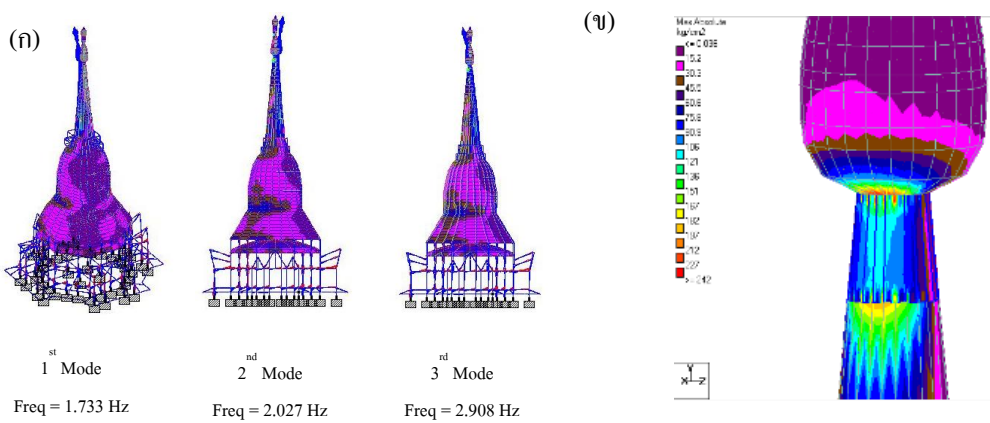 (ก)
1st Mode
Freq = 1.733 Hz
2nd Mode
Freq = 2.027 Hz
3rd Mode
Freq = 2.908 Hz
(ข)
Max Absolute
kg/cm2
<= 0.036
15.2
30.3
45.5
60.6
75.8
90.9
106
121
136
151
167
182
197
212
227
>= 242
Y
X Z